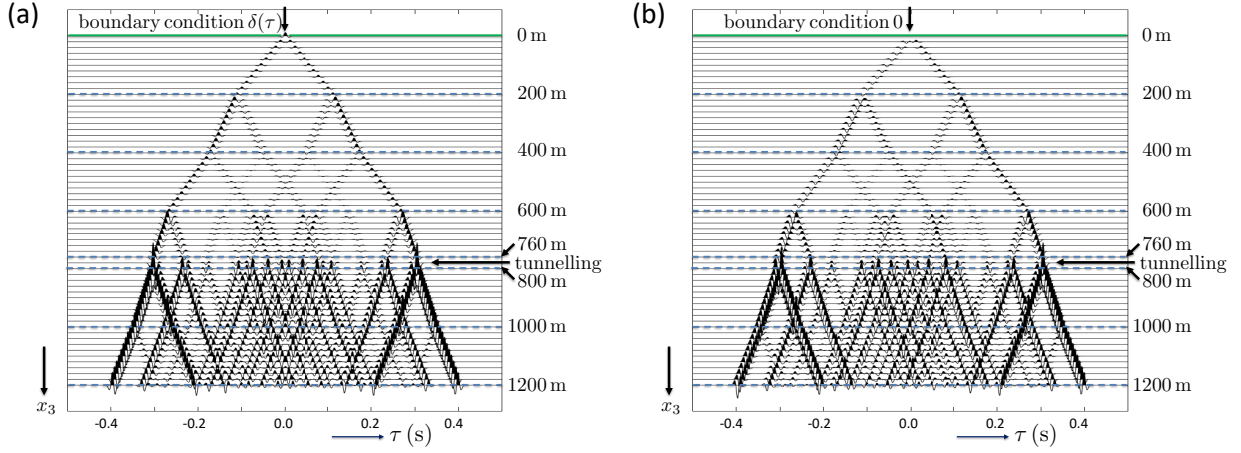 (a)
boundary condition δ(τ)
0 m
200 m
400 m
600 m
760 m
tunnelling
800 m
1000 m
1200 m
x₃
-0.4 -0.2 0.0 0.2 0.4
τ (s)
(b)
boundary condition 0
0 m
200 m
400 m
600 m
760 m
tunnelling
800 m
1000 m
1200 m
x₃
-0.4 -0.2 0.0 0.2 0.4
τ (s)